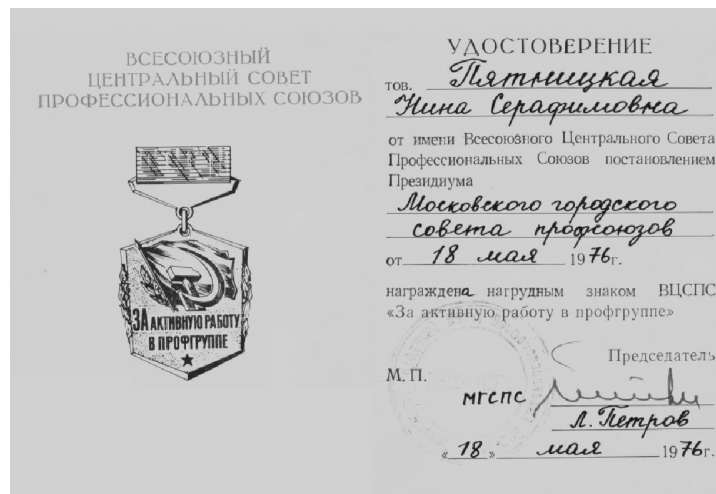 ВСЕСОЮЗНЫЙ
ЦЕНТРАЛЬНЫЙ СОВЕТ
ПРОФЕССИОНАЛЬНЫХ СОЮЗОВ
ЗА АКТИВНУЮ РАБОТУ
В ПРОФГРУППЕ
УДОСТОВЕРЕНИЕ
тов. Пятницкая
Нина Серафимовна
от имени Всесоюзного Центрального Совета
Профессиональных Союзов постановлением
Президиума
Московского городского
совета профсоюзов
от 18 мая 1976г.
награждена нагрудным знаком ВЦСПС
«За активную работу в профгруппе»
Председатель
М. П.
МГСПС
Л. Петров
«18» мая 1976г.